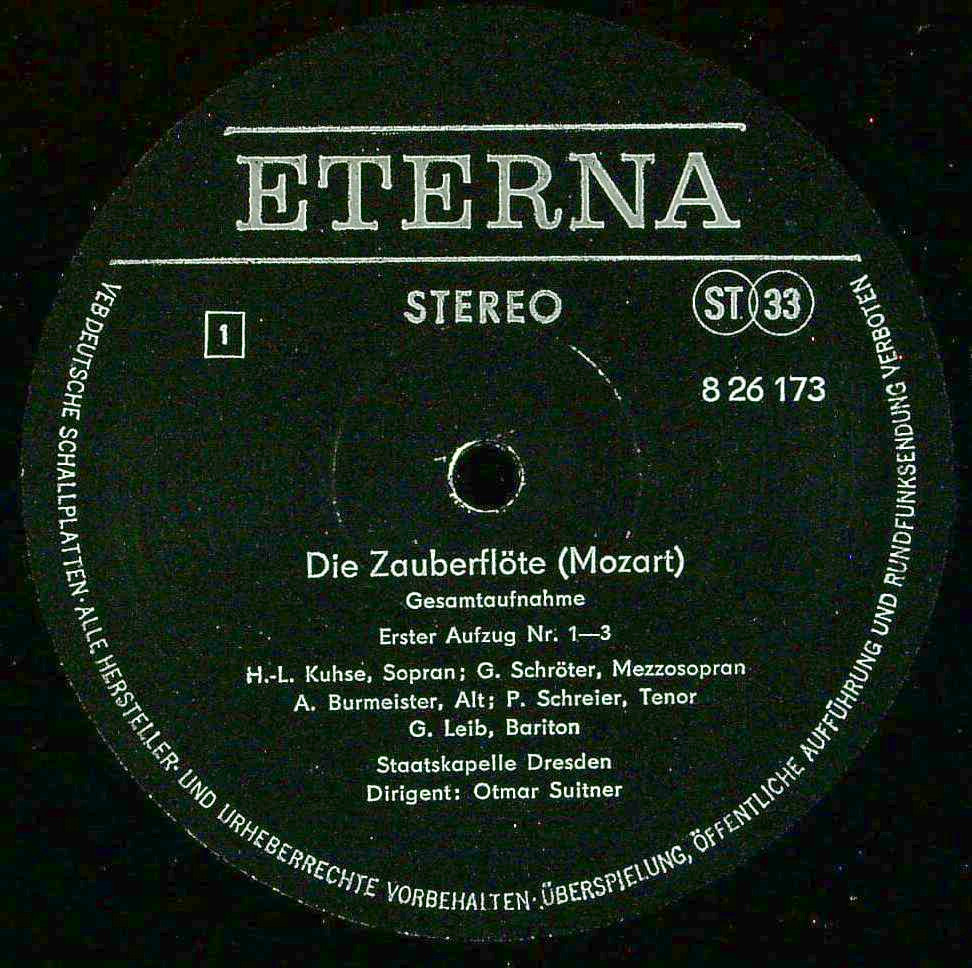 ETERNA
STEREO
ST 33
1
8 26 173
Die Zauberflöte (Mozart)
Gesamtaufnahme
Erster Aufzug Nr. 1—3
H.-L. Kuhse, Sopran; G. Schröter, Mezzosopran
A. Burmeister, Alt; P. Schreier, Tenor
G. Leib, Bariton
Staatskapelle Dresden
Dirigent: Otmar Suitner
VEB DEUTSCHE SCHALLPLATTEN · ALLE HERSTELLER- UND URHEBERRECHTE VORBEHALTEN · ÜBERSPIELUNG, ÖFFENTLICHE AUFFÜHRUNG UND RUNDFUNKSENDUNG VERBOTEN